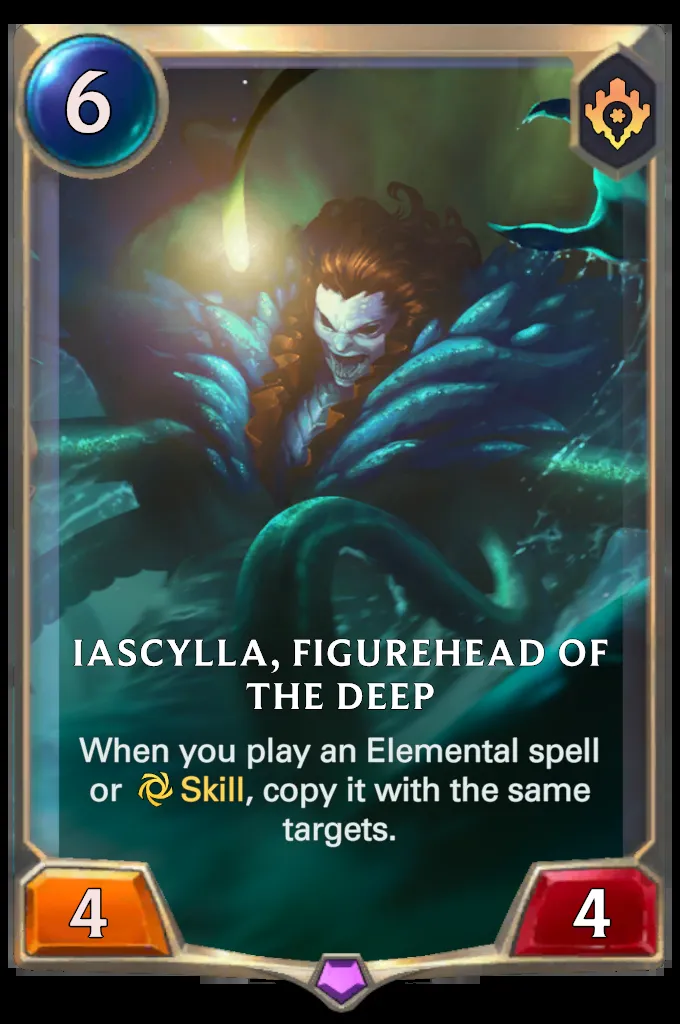 6
IASCYLLA, FIGUREHEAD OF
THE DEEP
When you play an Elemental spell
or Skill, copy it with the same
targets.
4
4